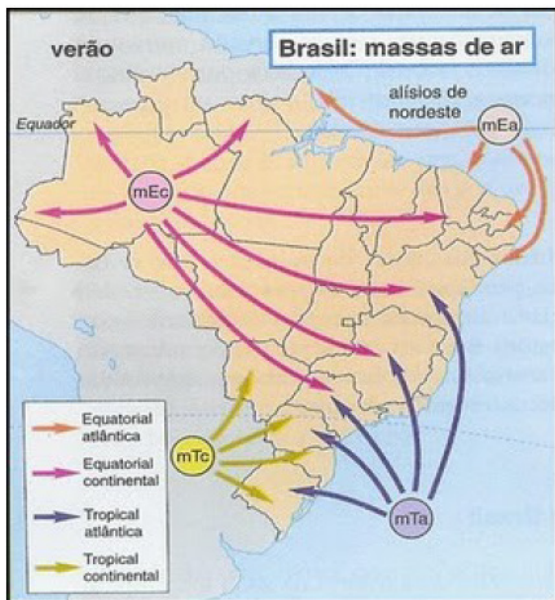 verão
Brasil: massas de ar
alísios de
nordeste
Equador
mEa
mEc
mTc
mTa
Equatorial
atlântica
Equatorial
continental
Tropical
atlântica
Tropical
continental